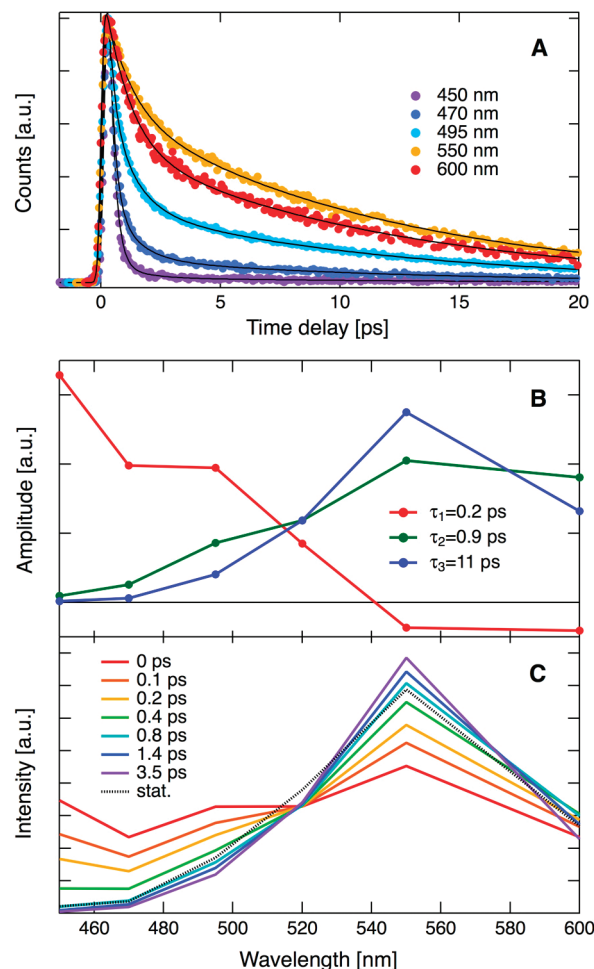 A
450 nm
470 nm
495 nm
550 nm
600 nm
Counts [a.u.]
0 5 10 15 20
Time delay [ps]
B
Amplitude [a.u.]
τ1=0.2 ps
τ2=0.9 ps
τ3=11 ps
C
0 ps
0.1 ps
0.2 ps
0.4 ps
0.8 ps
1.4 ps
3.5 ps
stat.
Intensity [a.u.]
460 480 500 520 540 560 580 600
Wavelength [nm]